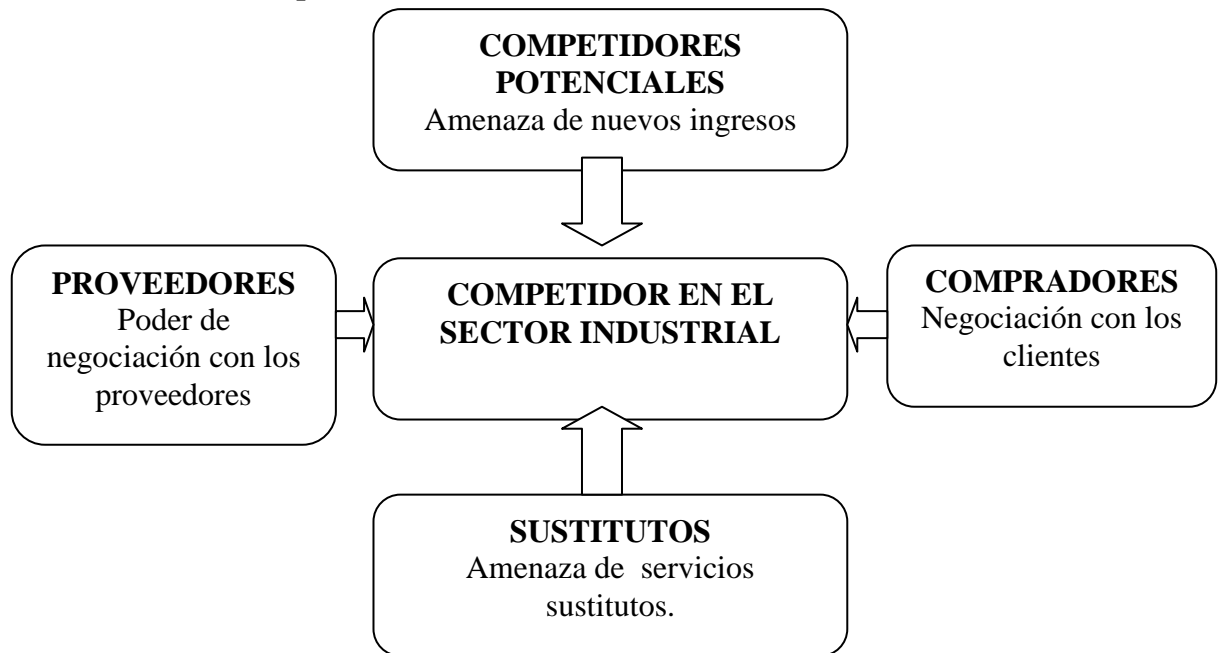 COMPETIDORES
POTENCIALES
Amenaza de nuevos ingresos
PROVEEDORES
Poder de
negociación con los
proveedores
COMPETIDOR EN EL
SECTOR INDUSTRIAL
COMPRADORES
Negociación con los
clientes
SUSTITUTOS
Amenaza de servicios
sustitutos.